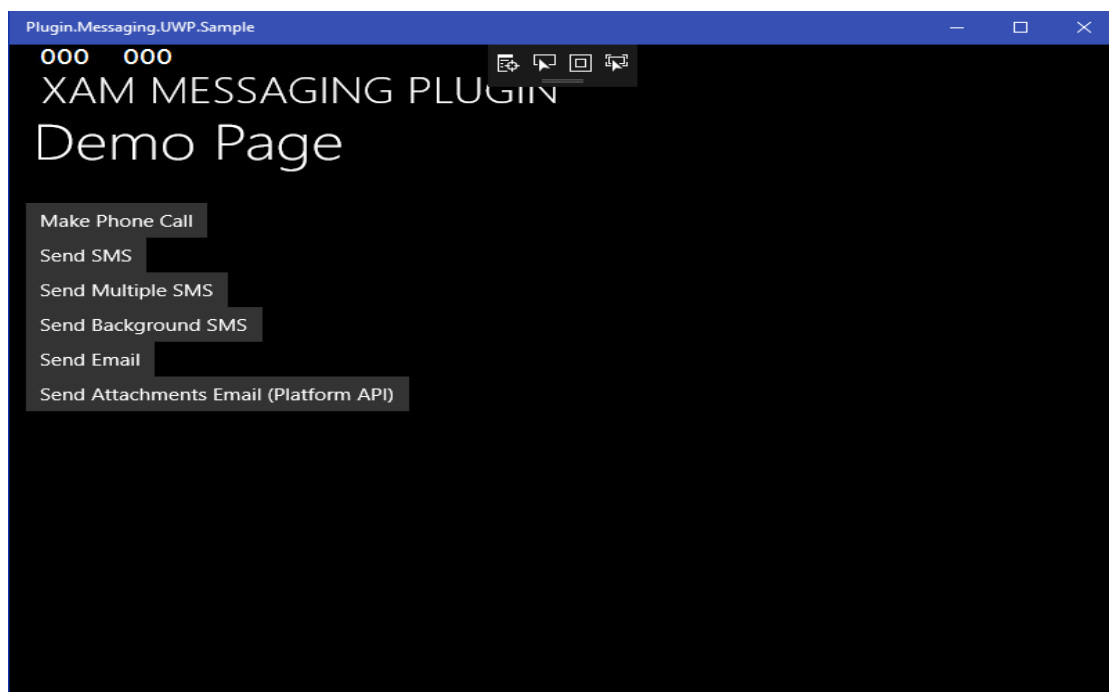 Plugin.Messaging.UWP.Sample
000 000
XAM MESSAGING PLUGIN
Demo Page
Make Phone Call
Send SMS
Send Multiple SMS
Send Background SMS
Send Email
Send Attachments Email (Platform API)